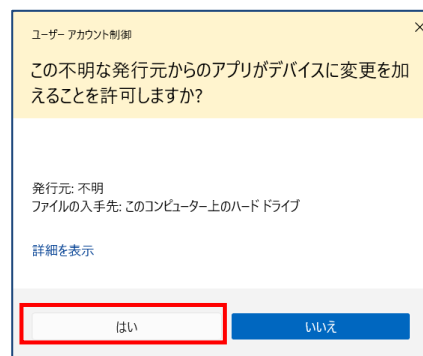 ユーザー アカウント制御
×
この不明な発行元からのアプリがデバイスに変更を加
えることを許可しますか?
発行元: 不明
ファイルの入手先: このコンピューター上のハード ドライブ
詳細を表示
はい
いいえ